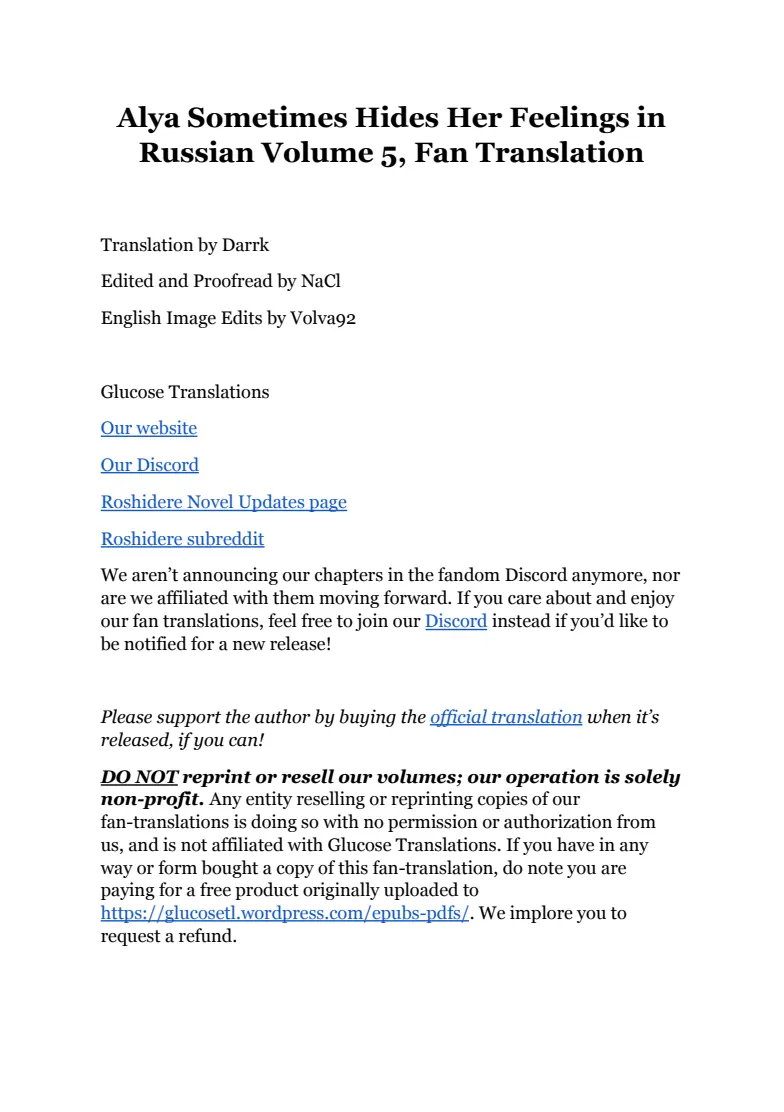 Alya Sometimes Hides Her Feelings in
Russian Volume 5, Fan Translation
Translation by Darrk
Edited and Proofread by NaCl
English Image Edits by Volva92
Glucose Translations
Our website
Our Discord
Roshidere Novel Updates page
Roshidere subreddit
We aren’t announcing our chapters in the fandom Discord anymore, nor
are we affiliated with them moving forward. If you care about and enjoy
our fan translations, feel free to join our Discord instead if you’d like to
be notified for a new release!
Please support the author by buying the official translation when it’s
released, if you can!
DO NOT reprint or resell our volumes; our operation is solely
non-profit. Any entity reselling or reprinting copies of our
fan-translations is doing so with no permission or authorization from
us, and is not affiliated with Glucose Translations. If you have in any
way or form bought a copy of this fan-translation, do note you are
paying for a free product originally uploaded to
https://glucosetl.wordpress.com/epubs-pdfs/. We implore you to
request a refund.